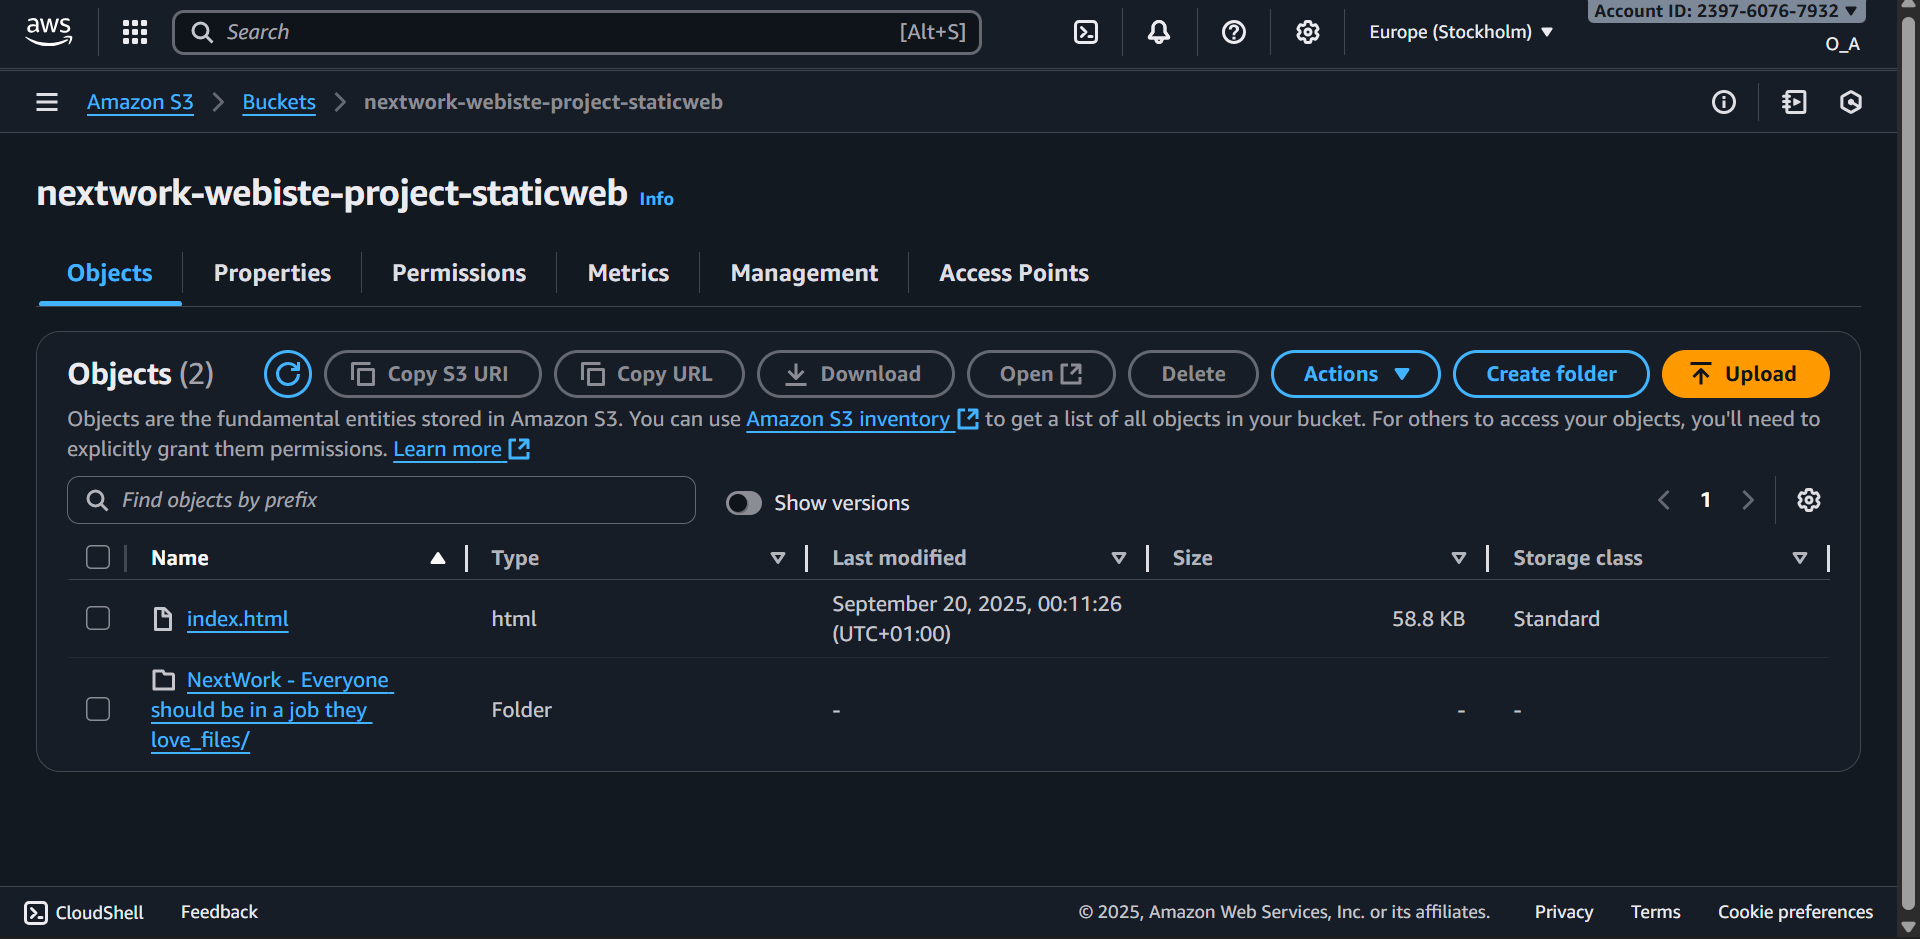 aws
Search
[Alt+S]
Europe (Stockholm)
Account ID: 2397-6076-7932
O_A
Amazon S3
Buckets
nextwork-webiste-project-staticweb
nextwork-webiste-project-staticweb Info
Objects
Properties
Permissions
Metrics
Management
Access Points
Objects (2)
Copy S3 URI
Copy URL
Download
Open
Delete
Actions
Create folder
Upload
Objects are the fundamental entities stored in Amazon S3. You can use Amazon S3 inventory to get a list of all objects in your bucket. For others to access your objects, you'll need to
explicitly grant them permissions. Learn more
Find objects by prefix
Show versions
1
Name
Type
Last modified
Size
Storage class
index.html
html
September 20, 2025, 00:11:26
(UTC+01:00)
58.8 KB
Standard
NextWork - Everyone
should be in a job they
love_files/
Folder
-
-
-
CloudShell
Feedback
© 2025, Amazon Web Services, Inc. or its affiliates.
Privacy
Terms
Cookie preferences